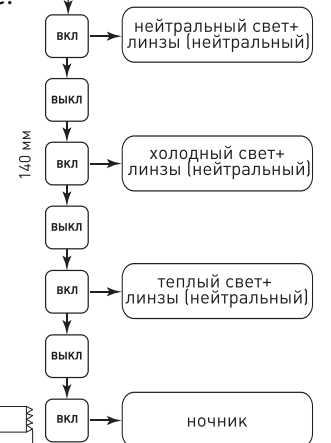 ВКЛ
нейтральный свет+
линзы (нейтральный)
ВЫКЛ
140 мм
ВКЛ
холодный свет+
линзы (нейтральный)
ВЫКЛ
ВКЛ
теплый свет+
линзы (нейтральный)
ВЫКЛ
ВКЛ
ночник